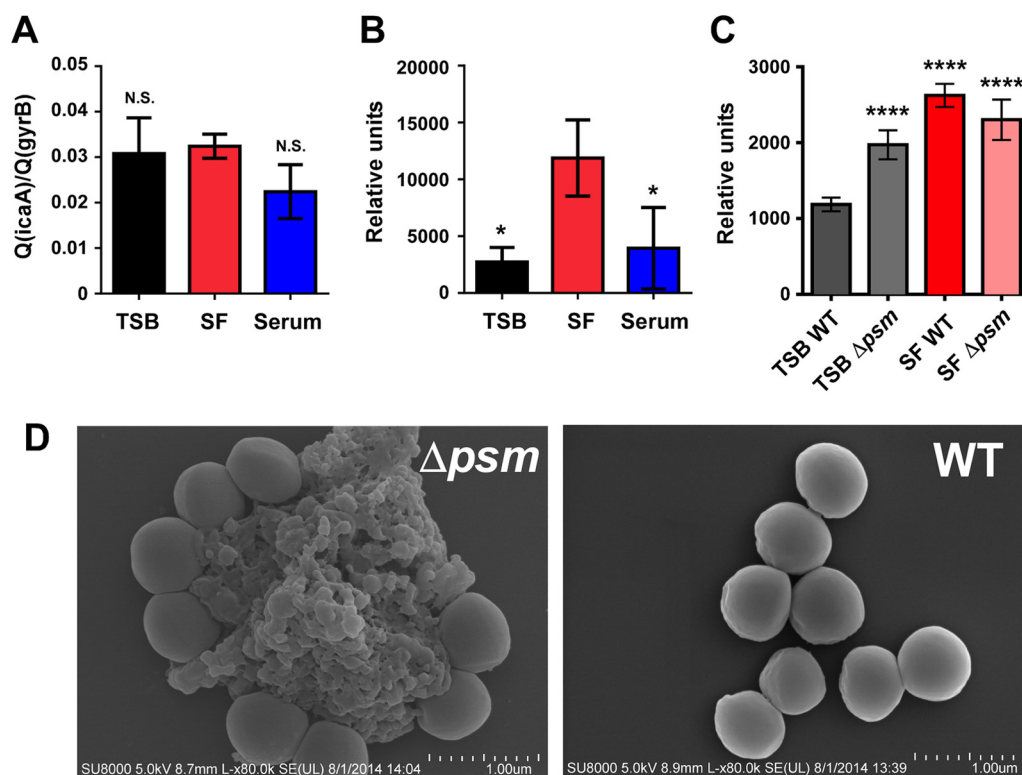 A
Q(icaA)/Q(gyrB)
0.05
0.04
0.03
0.02
0.01
0
N.S.
N.S.
TSB
SF
Serum
B
Relative units
20000
15000
10000
5000
0
*
*
TSB
SF
Serum
C
Relative units
3000
2000
1000
0
****
****
****
TSB WT
TSB Δpsm
SF WT
SF Δpsm
D
Δpsm
SU8000 5.0kV 8.7mm L-x80.0k SE(UL) 8/1/2014 14:04
1.00um
WT
SU8000 5.0kV 8.9mm L-x80.0k SE(UL) 8/1/2014 13:39
1.00um